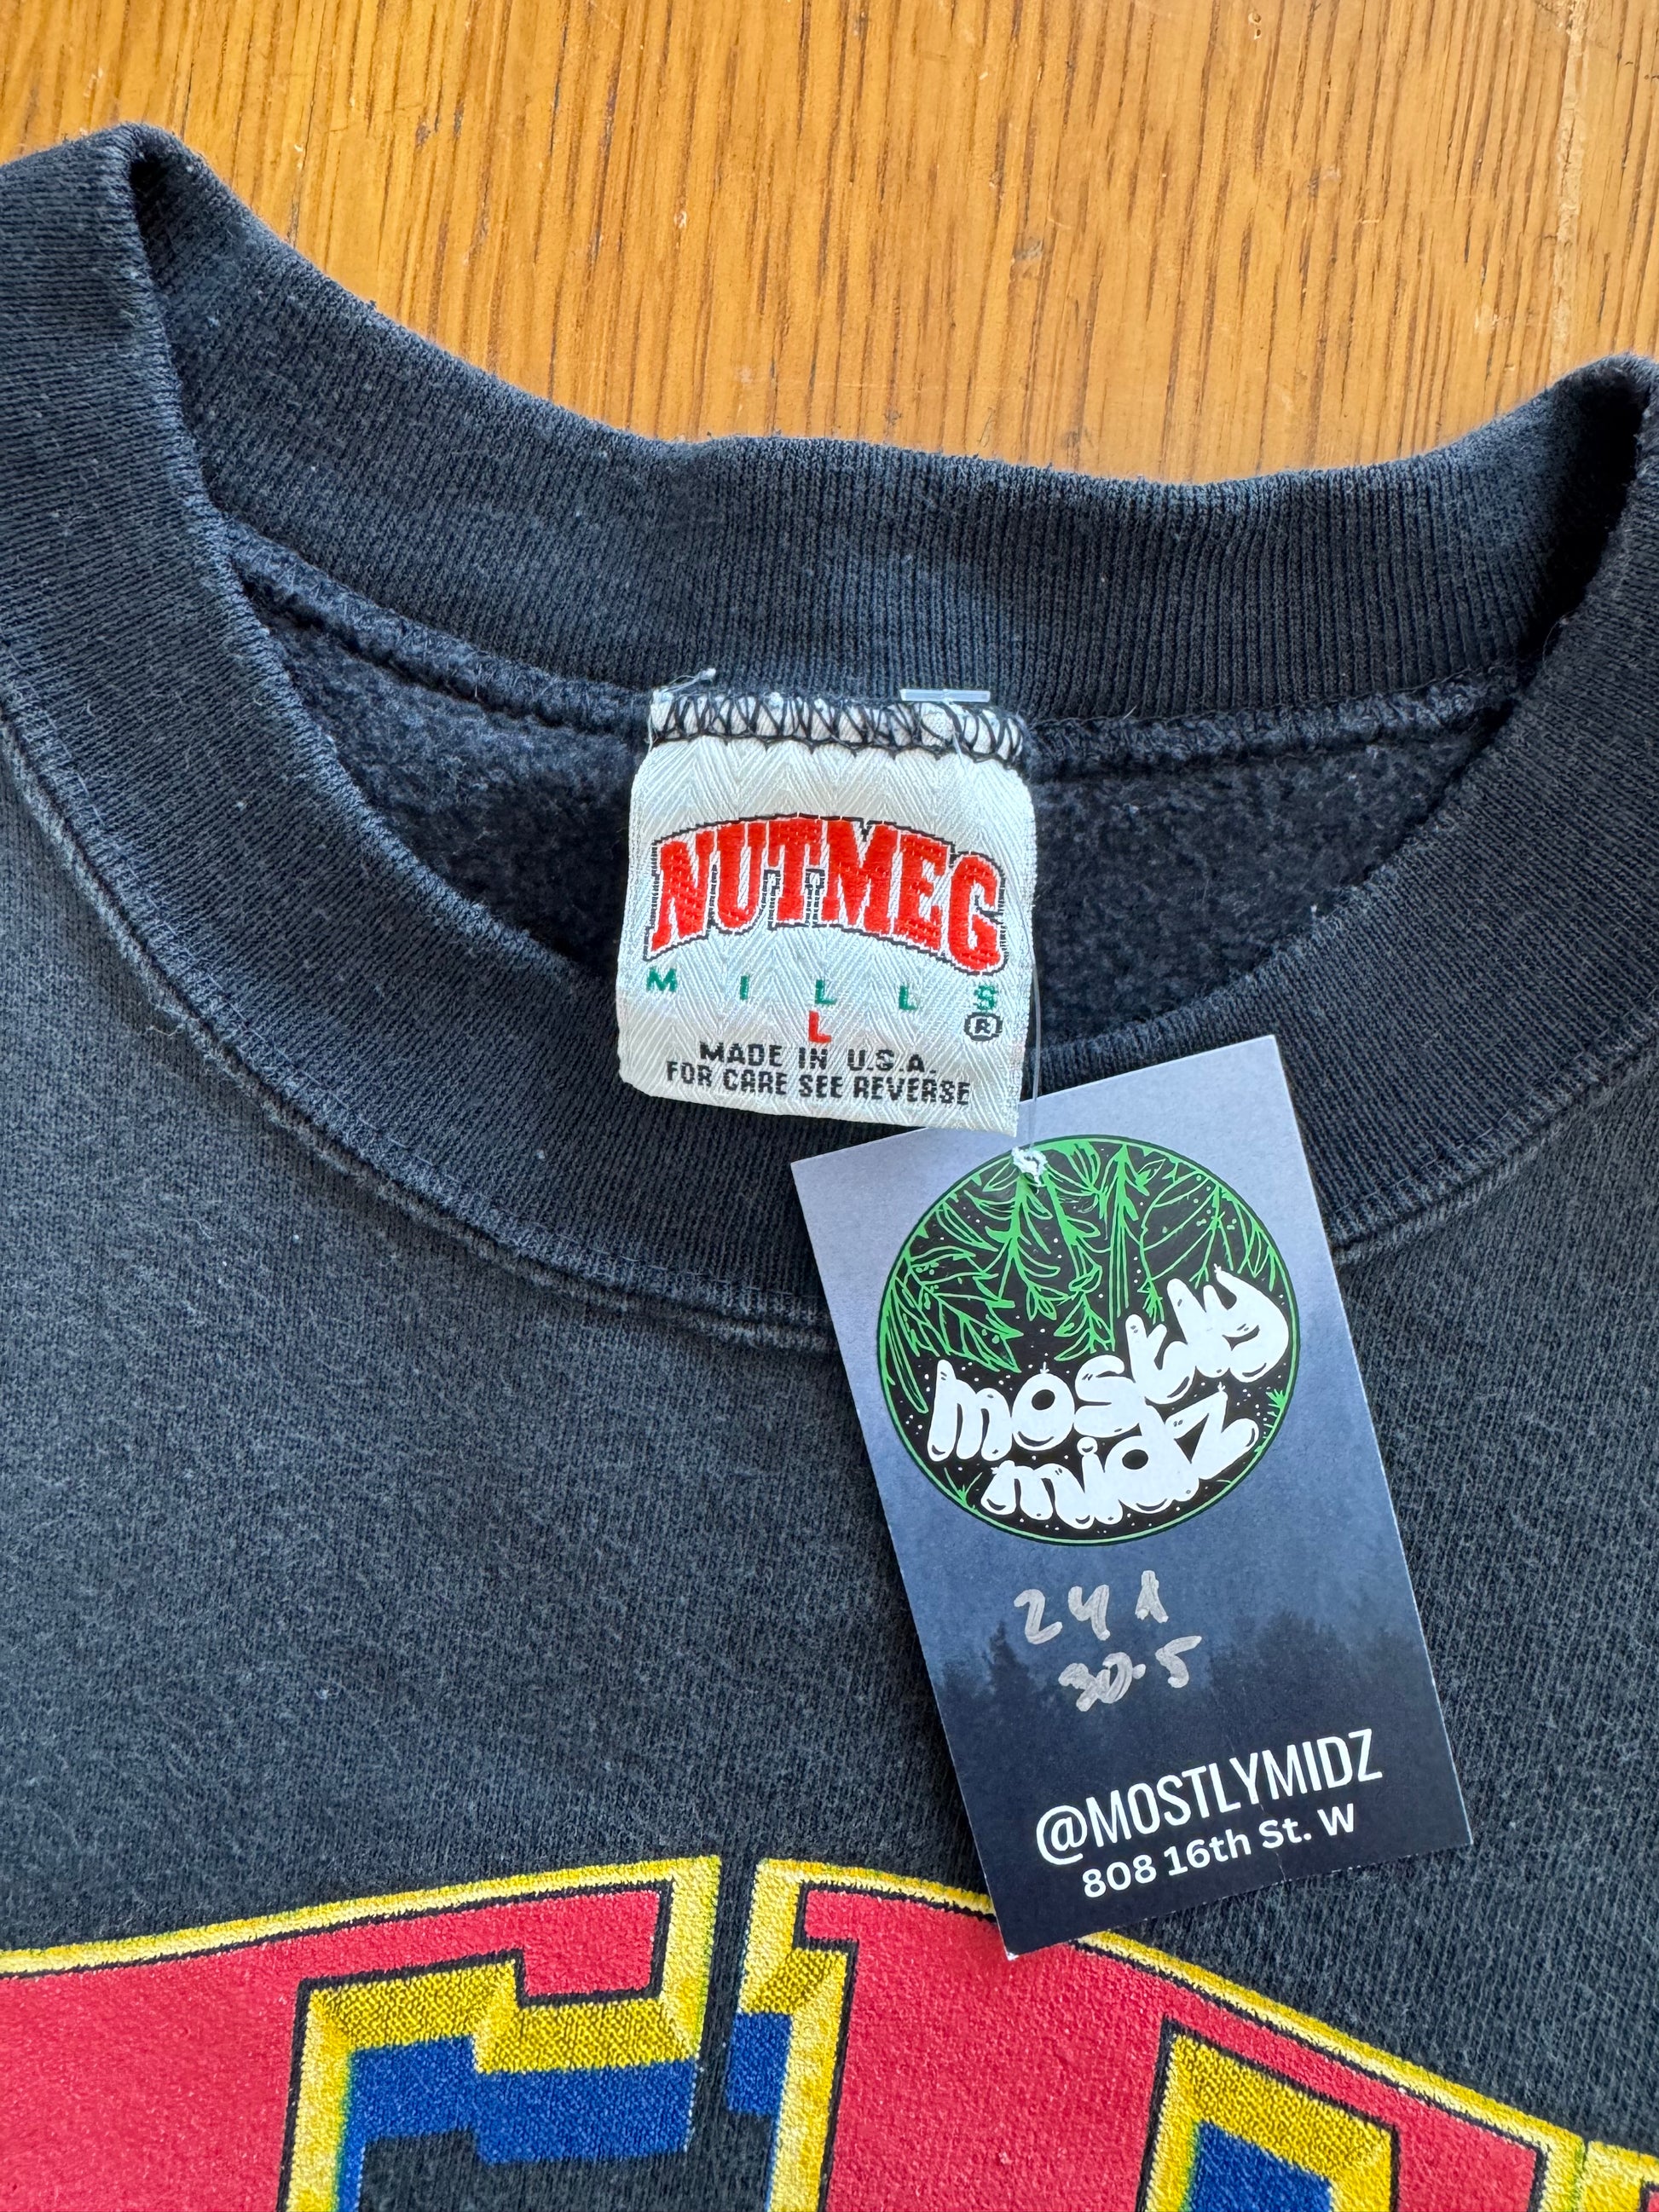 NUTMEG
MILLS
®
L
MADE IN U.S.A.
FOR CARE SEE REVERSE
mostly
midz
24 1
30.5
@MOSTLYMIDZ
808 16th St. W